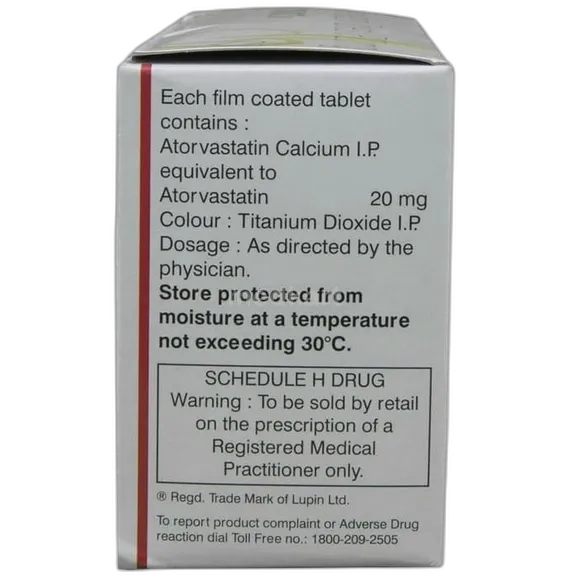 Each film coated tablet
contains :
Atorvastatin Calcium I.P.
equivalent to
Atorvastatin 20 mg
Colour : Titanium Dioxide I.P.
Dosage : As directed by the
physician.
Store protected from
moisture at a temperature
not exceeding 30°C.
SCHEDULE H DRUG
Warning : To be sold by retail
on the prescription of a
Registered Medical
Practitioner only.
® Regd. Trade Mark of Lupin Ltd.
To report product complaint or Adverse Drug
reaction dial Toll Free no.: 1800-209-2505